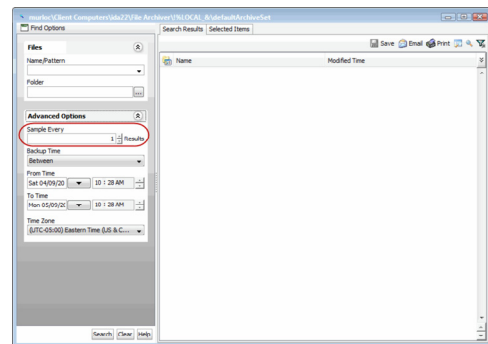 murloc\Client Computers\ida22\File Archiver\1%LOCAL_&\defaultArchiveSet
Find Options
Search Results Selected Items
Save Email Print
Files
Name/Pattern
Folder
...
Name Modified Time
Advanced Options
Sample Every
1 Results
Backup Time
Between
From Time
Sat 04/09/20 10 : 28 AM
To Time
Mon 05/09/20 10 : 28 AM
Time Zone
(UTC-05:00) Eastern Time (US & C...
Search Clear Help